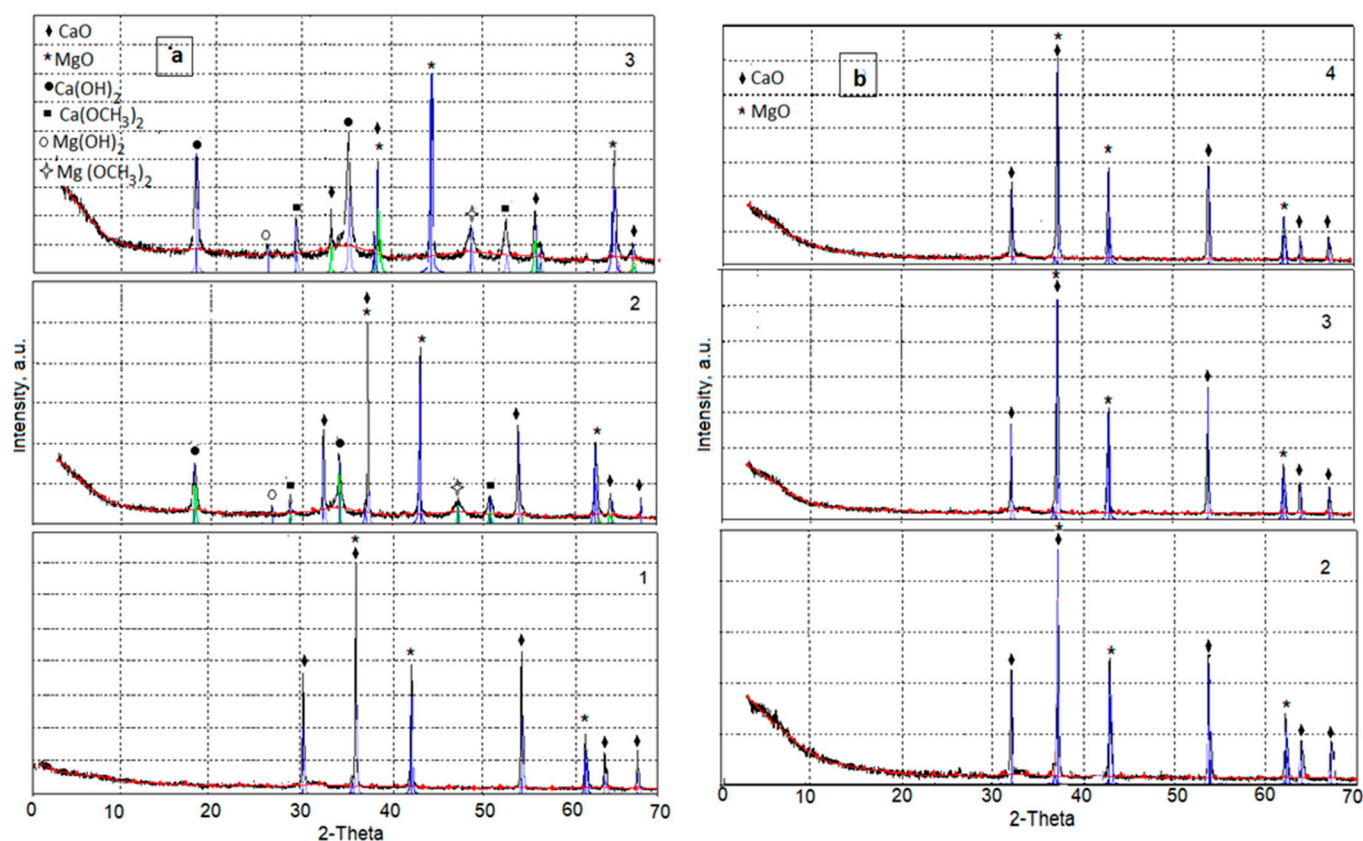 CaO
a
3
MgO
Ca(OH)2
Ca(OCH3)2
Mg(OH)2
Mg (OCH3)2
2
1
Intensity, a.u.
0 10 20 30 40 50 60 70
2-Theta
b
4
CaO
MgO
3
2
Intensity, a.u.
0 10 20 30 40 50 60 70
2-Theta